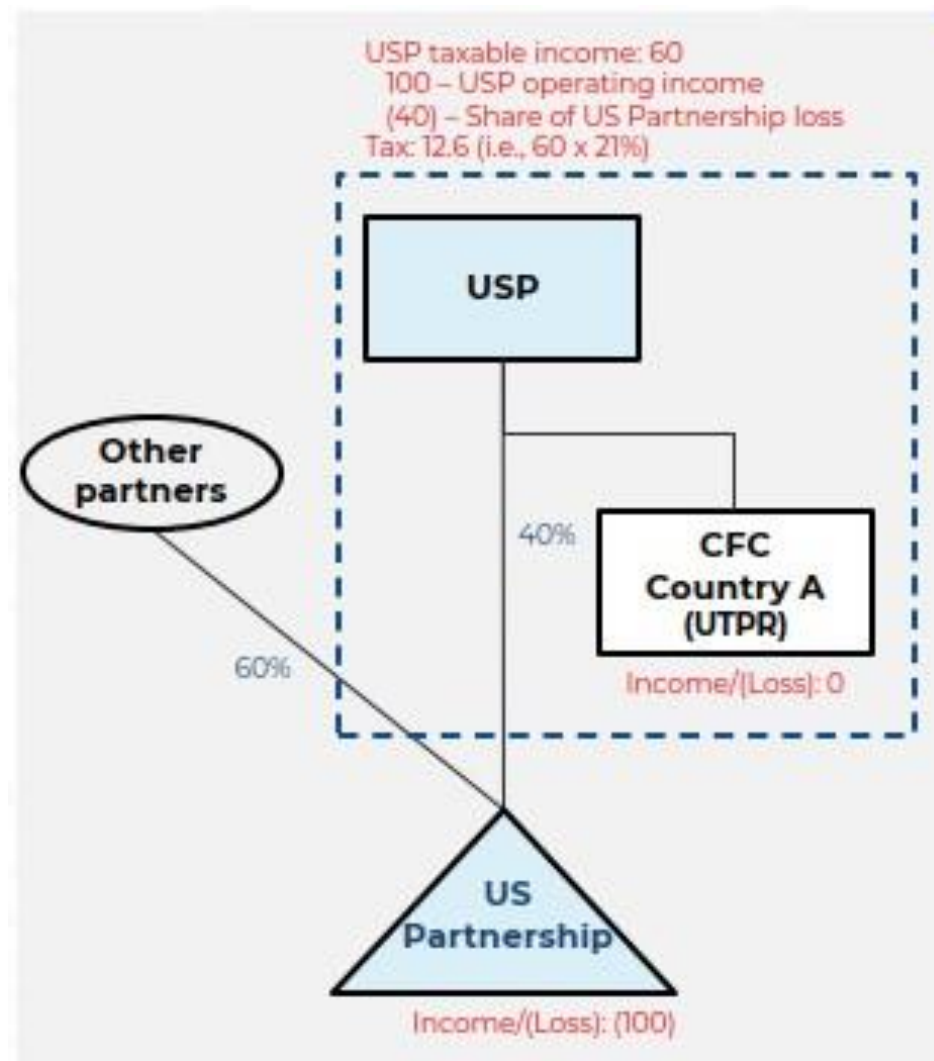 USP taxable income: 60
100 – USP operating income
(40) – Share of US Partnership loss
Tax: 12.6 (i.e., 60 x 21%)
USP
Other
partners
40%
CFC
Country A
(UTPR)
60%
Income/(Loss): 0
US
Partnership
Income/(Loss): (100)